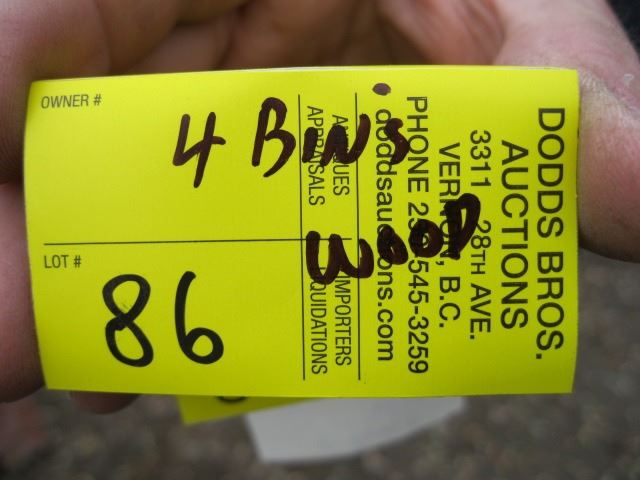 OWNER #
4 BINS
WOOD
LOT #
86
DODDS BROS.
AUCTIONS
3311 28TH AVE.
VERNON, B.C.
PHONE 545-3259
doddsauctions.com
ANTIQUES IMPORTERS
APPRAISALS LIQUIDATIONS